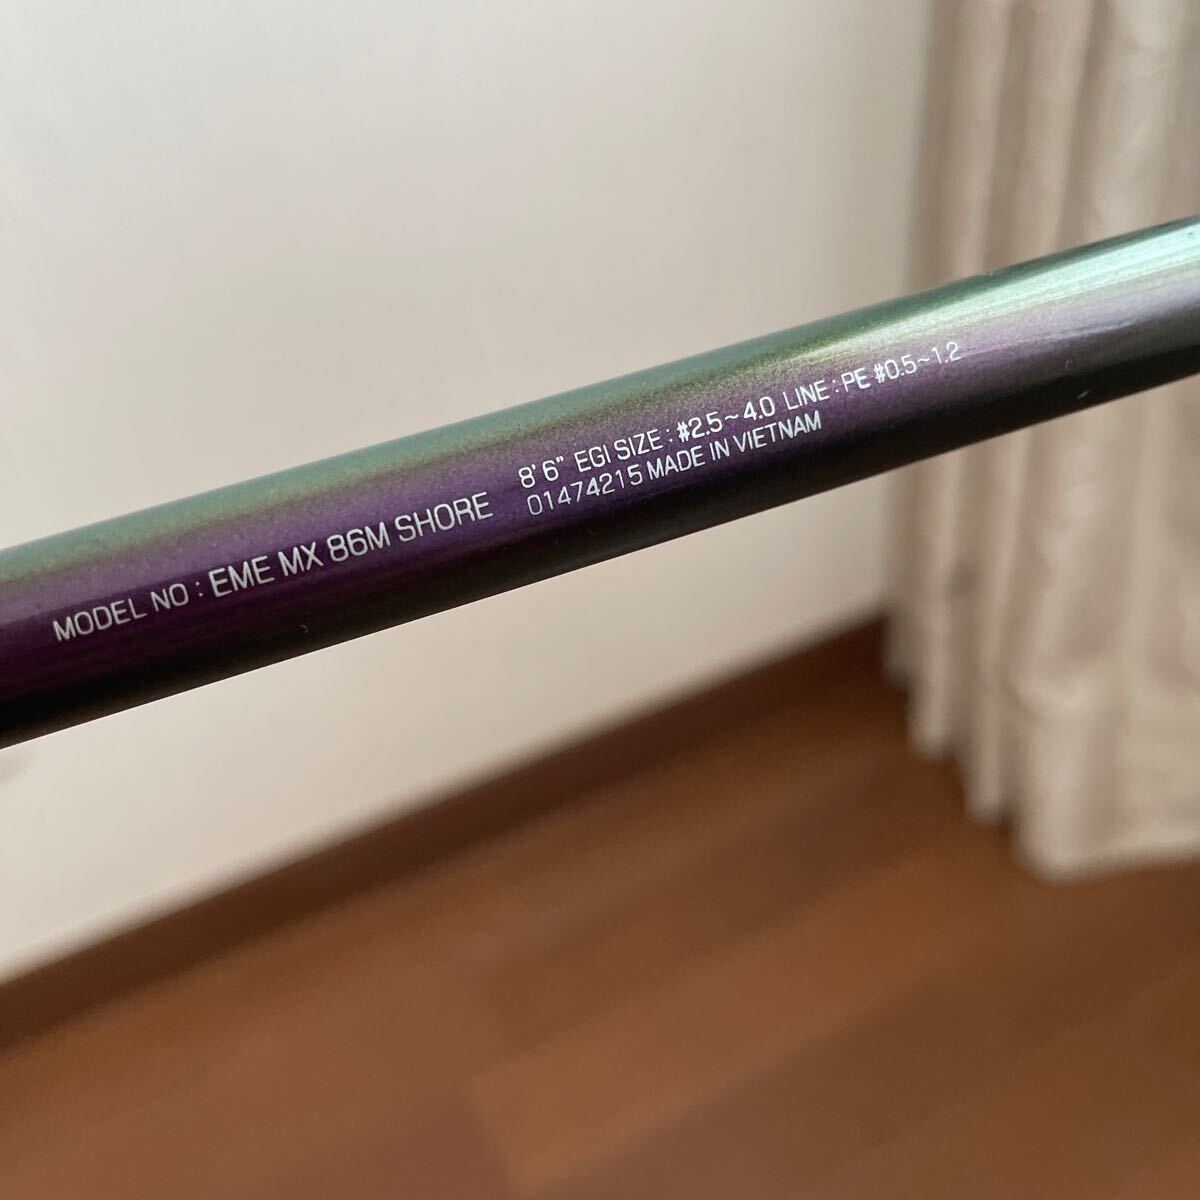 MODEL NO : EME MX 86M SHORE
8' 6" EGI SIZE : #2.5~4.0 LINE : PE #0.5~1.2
01474215 MADE IN VIETNAM